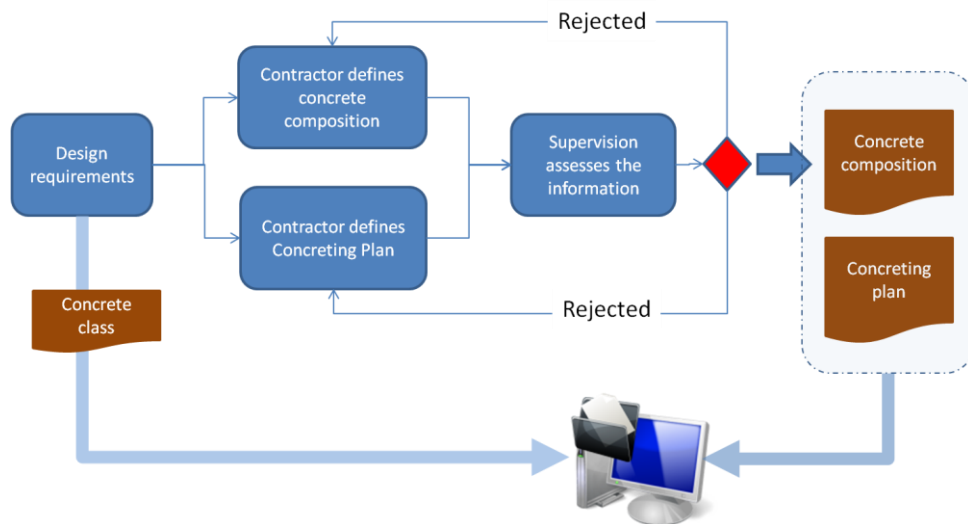 Rejected
Contractor defines
concrete
composition
Design
requirements
Supervision
assesses the
information
Concrete
composition
Contractor defines
Concreting Plan
Concreting
plan
Concrete
class
Rejected